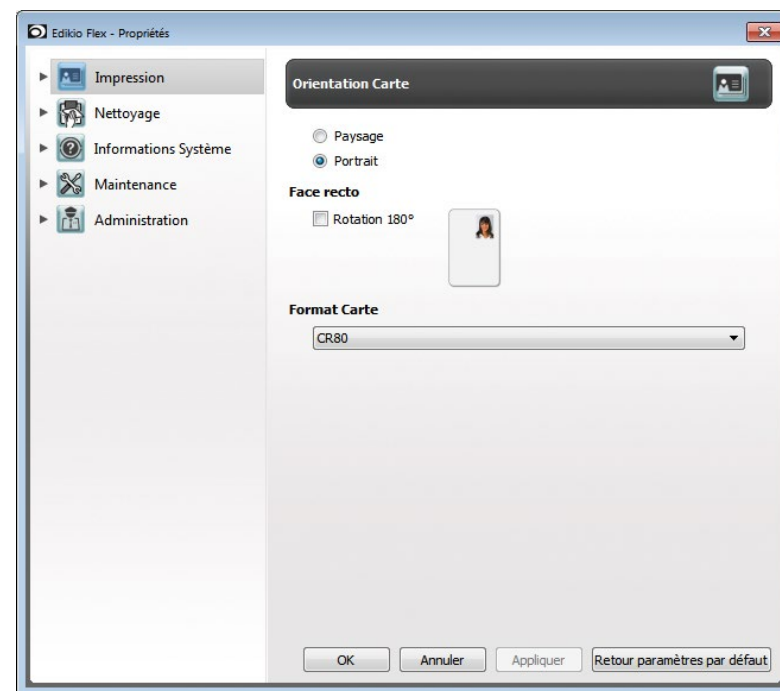 Edikio Flex - Propriétés
Impression
Nettoyage
Informations Système
Maintenance
Administration
Orientation Carte
Paysage
Portrait
Face recto
Rotation 180°
Format Carte
CR80
OK
Annuler
Appliquer
Retour paramètres par défaut